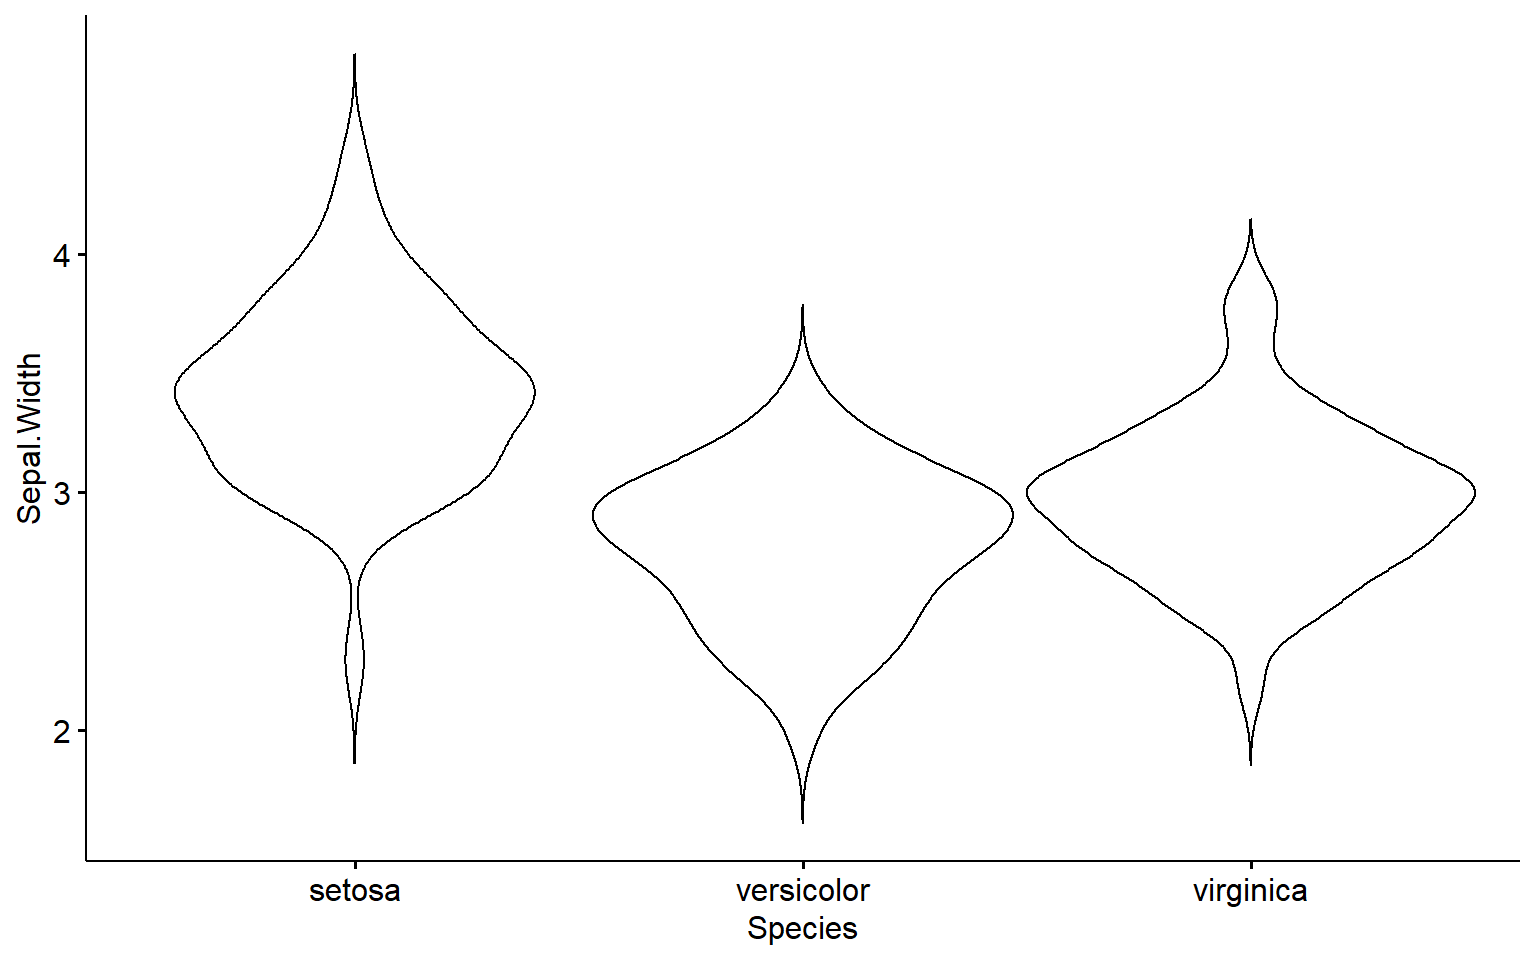 Sepal.Width
4
3
2
setosa
versicolor
virginica
Species